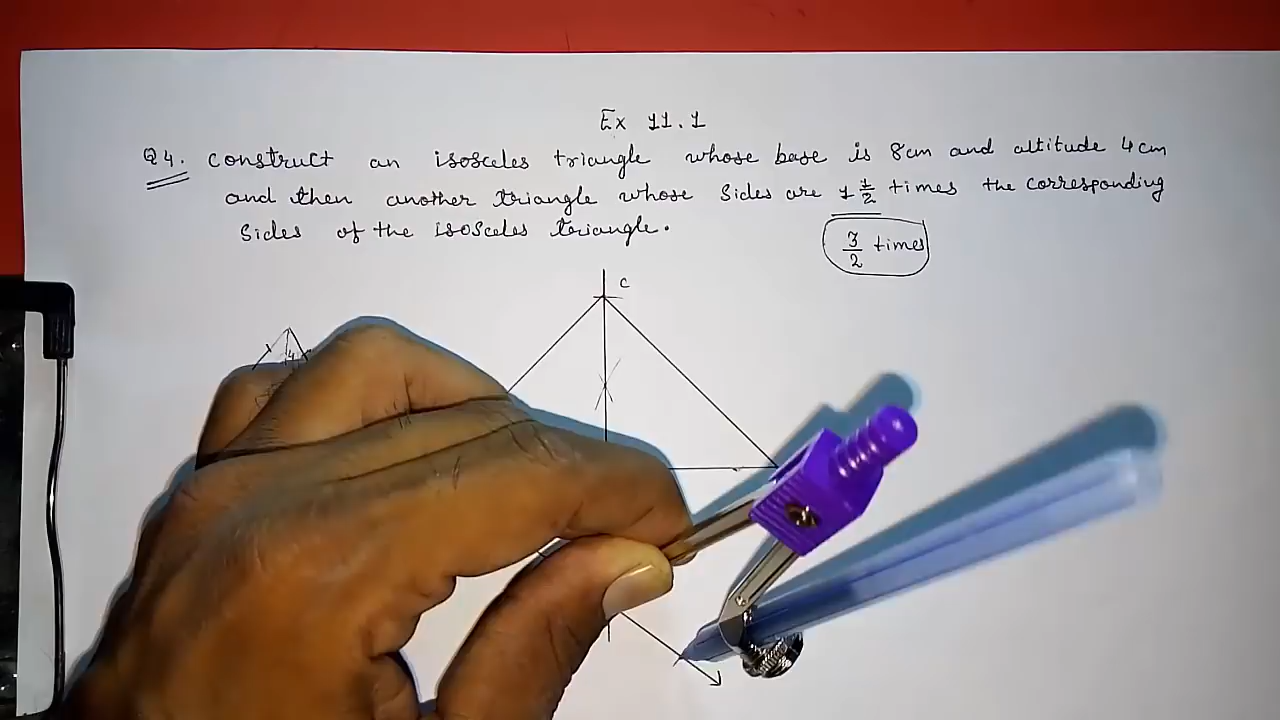 Ex 11.1
Q4. Construct an isosceles triangle whose base is 8cm and altitude 4cm
and then another triangle whose sides are 1 1/2 times the corresponding
sides of the isosceles triangle.
3/2 times
C
4